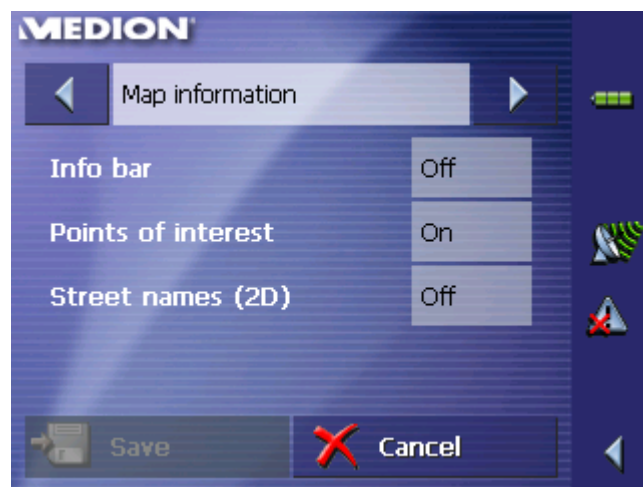 MEDION
Map information
Info bar Off
Points of interest On
Street names (2D) Off
Save Cancel